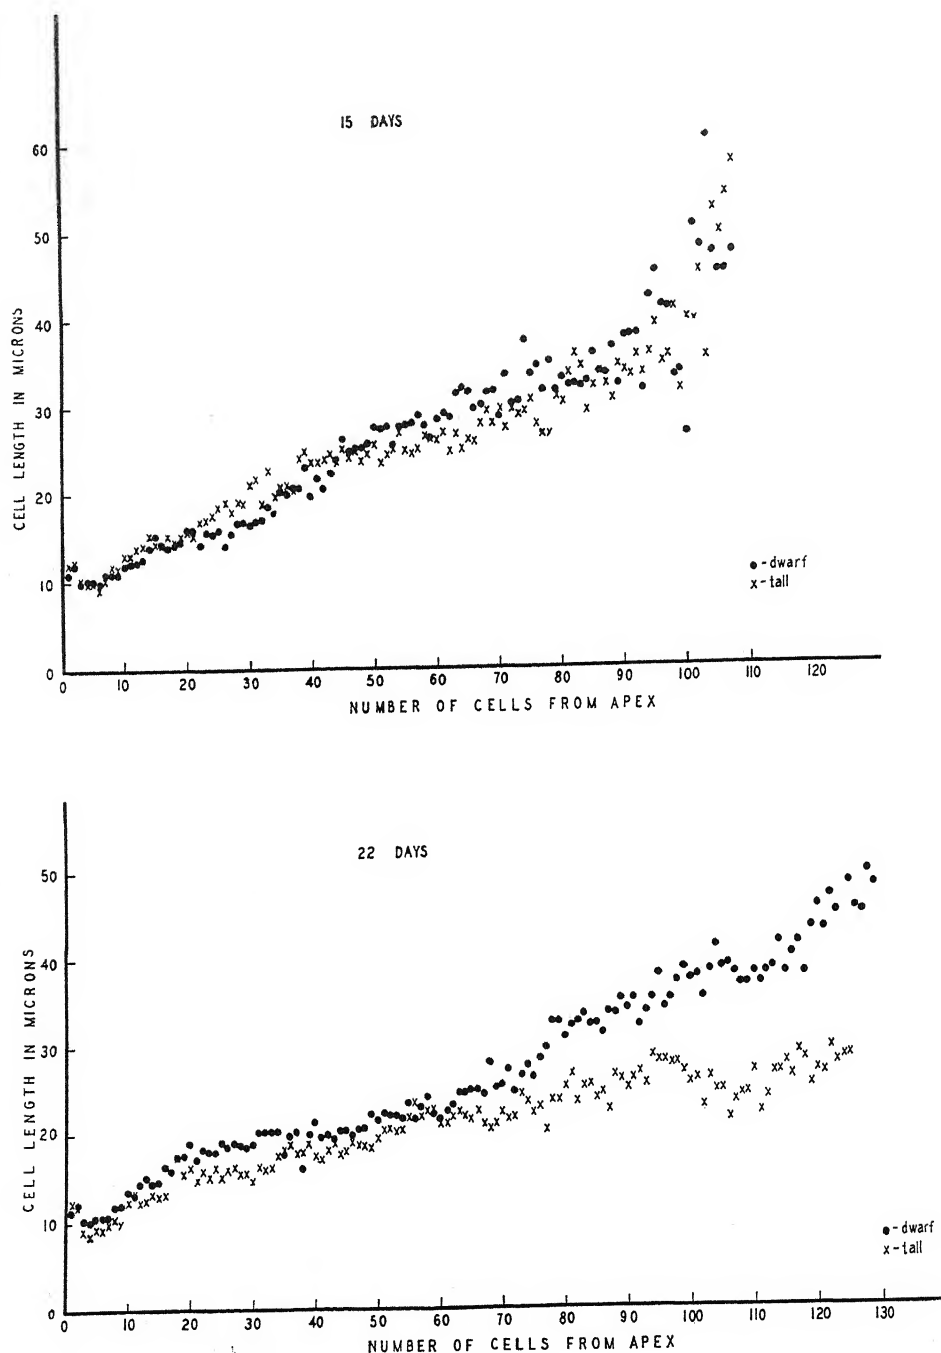 15 DAYS
60
50
40
30
20
10
0
CELL LENGTH IN MICRONS
●-dwarf
x-tall
0 10 20 30 40 50 60 70 80 90 100 110 120
NUMBER OF CELLS FROM APEX
22 DAYS
50
40
30
20
10
0
CELL LENGTH IN MICRONS
●-dwarf
x-tall
0 10 20 30 40 50 60 70 80 90 100 110 120 130
NUMBER OF CELLS FROM APEX